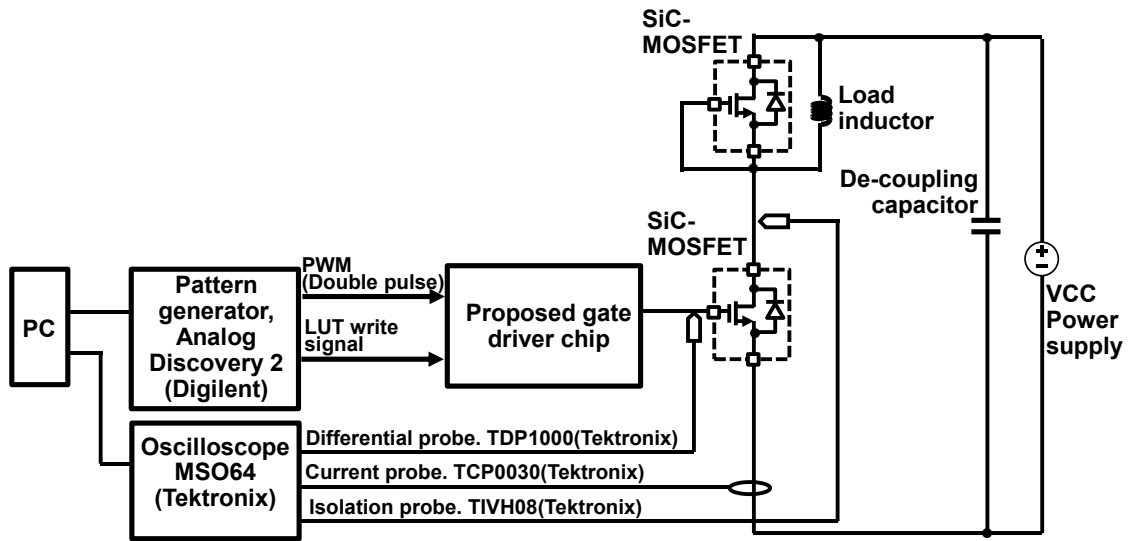 SiC-
MOSFET
Load
inductor
De-coupling
capacitor
SiC-
MOSFET
VCC
Power
supply
PC
Pattern
generator,
Analog
Discovery 2
(Digilent)
PWM
(Double pulse)
LUT write
signal
Proposed gate
driver chip
Oscilloscope
MSO64
(Tektronix)
Differential probe. TDP1000(Tektronix)
Current probe. TCP0030(Tektronix)
Isolation probe. TIVH08(Tektronix)